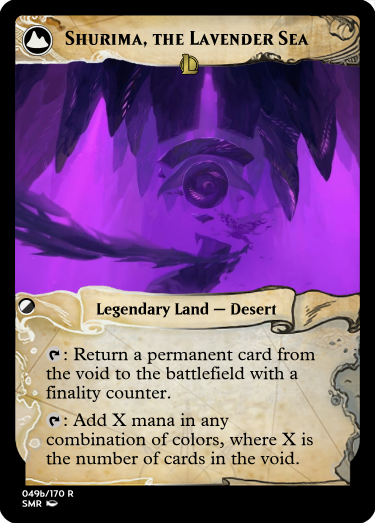 Shurima, the Lavender Sea
Legendary Land — Desert
: Return a permanent card from
the void to the battlefield with a
finality counter.
: Add X mana in any
combination of colors, where X is
the number of cards in the void.
049b/170 R
SMR